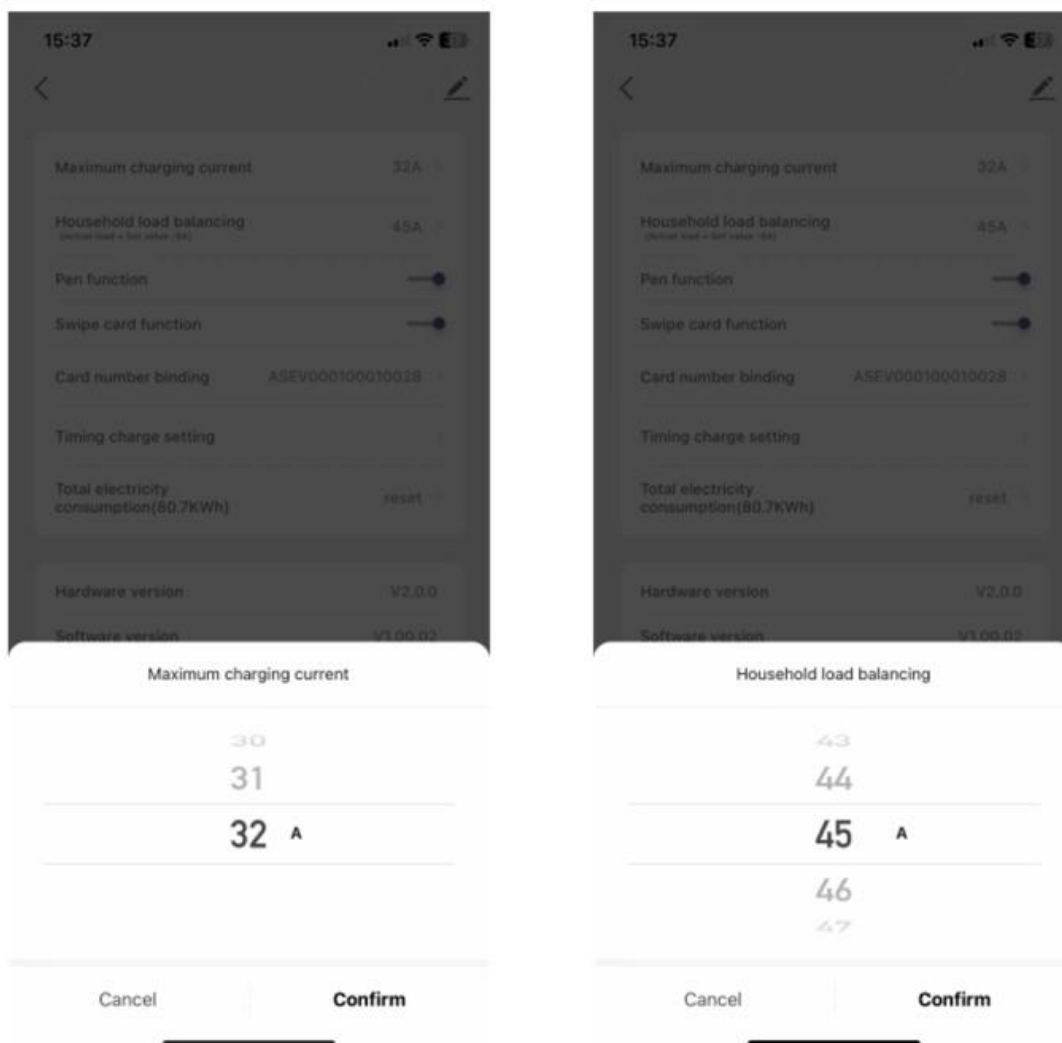 15:37
Maximum charging current 32A
Household load balancing 45A
Pen function
Swipe card function
Card number binding ASEV000100010028
Timing charge setting
Total electricity reset
consumption(80.7KWh)
Hardware version V2.0.0
Software version V1.00.02
Maximum charging current
30
31
32 A
Cancel Confirm
15:37
Maximum charging current 32A
Household load balancing 45A
Pen function
Swipe card function
Card number binding ASEV000100010028
Timing charge setting
Total electricity reset
consumption(80.7KWh)
Hardware version V2.0.0
Software version V1.00.02
Household load balancing
43
44
45 A
46
47
Cancel Confirm